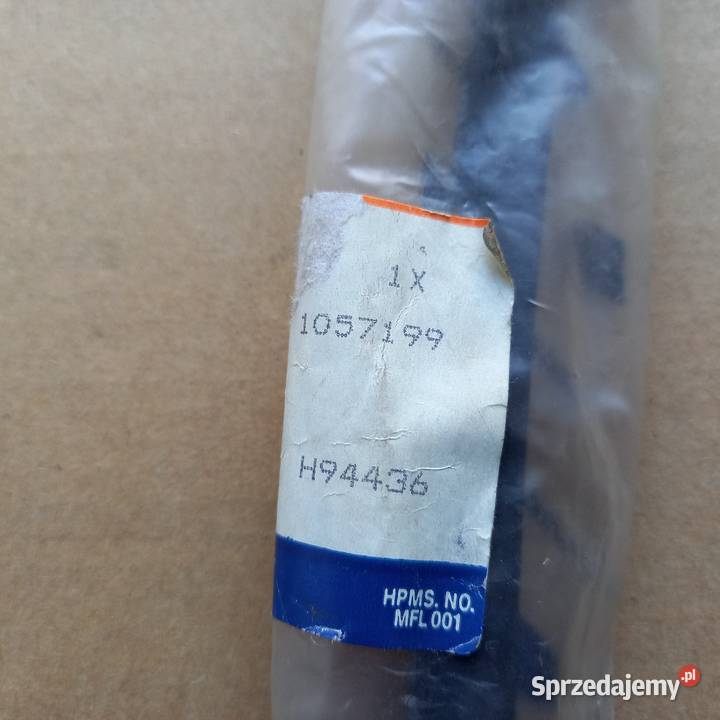 1X
1057199
H94436
HPMS. NO.
MFL 001
Sprzedajemy.pl